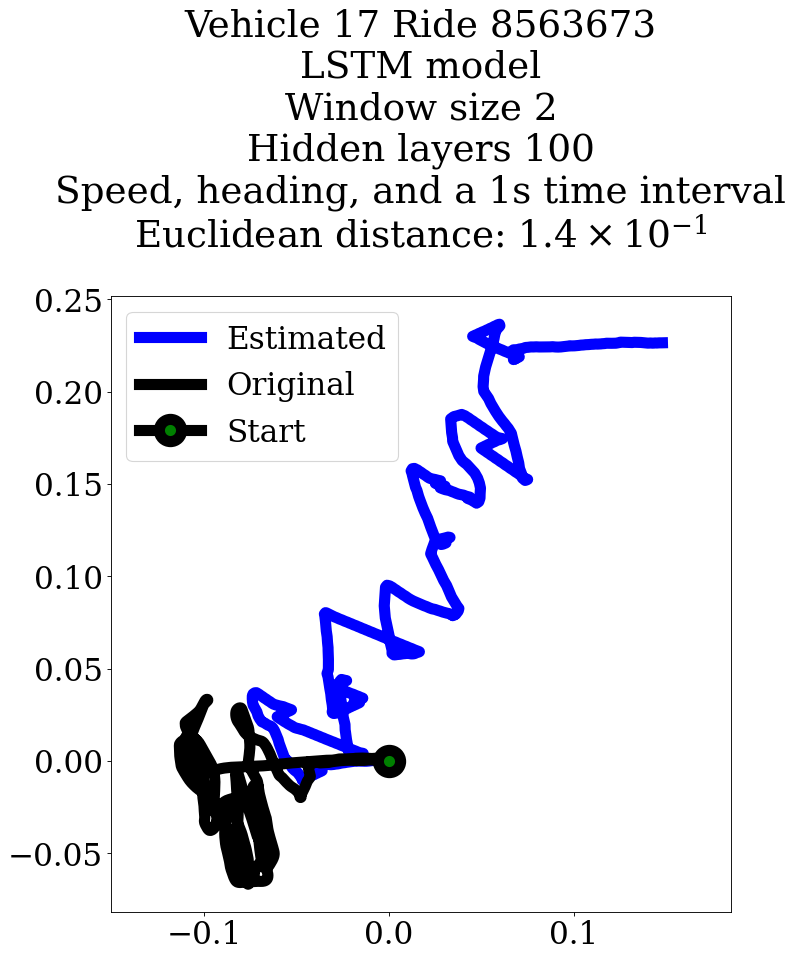 Vehicle 17 Ride 8563673
LSTM model
Window size 2
Hidden layers 100
Speed, heading, and a 1s time interval
Euclidean distance: 1.4 × 10⁻¹
0.25
0.20
0.15
0.10
0.05
0.00
−0.05
Estimated
Original
Start
−0.1
0.0
0.1